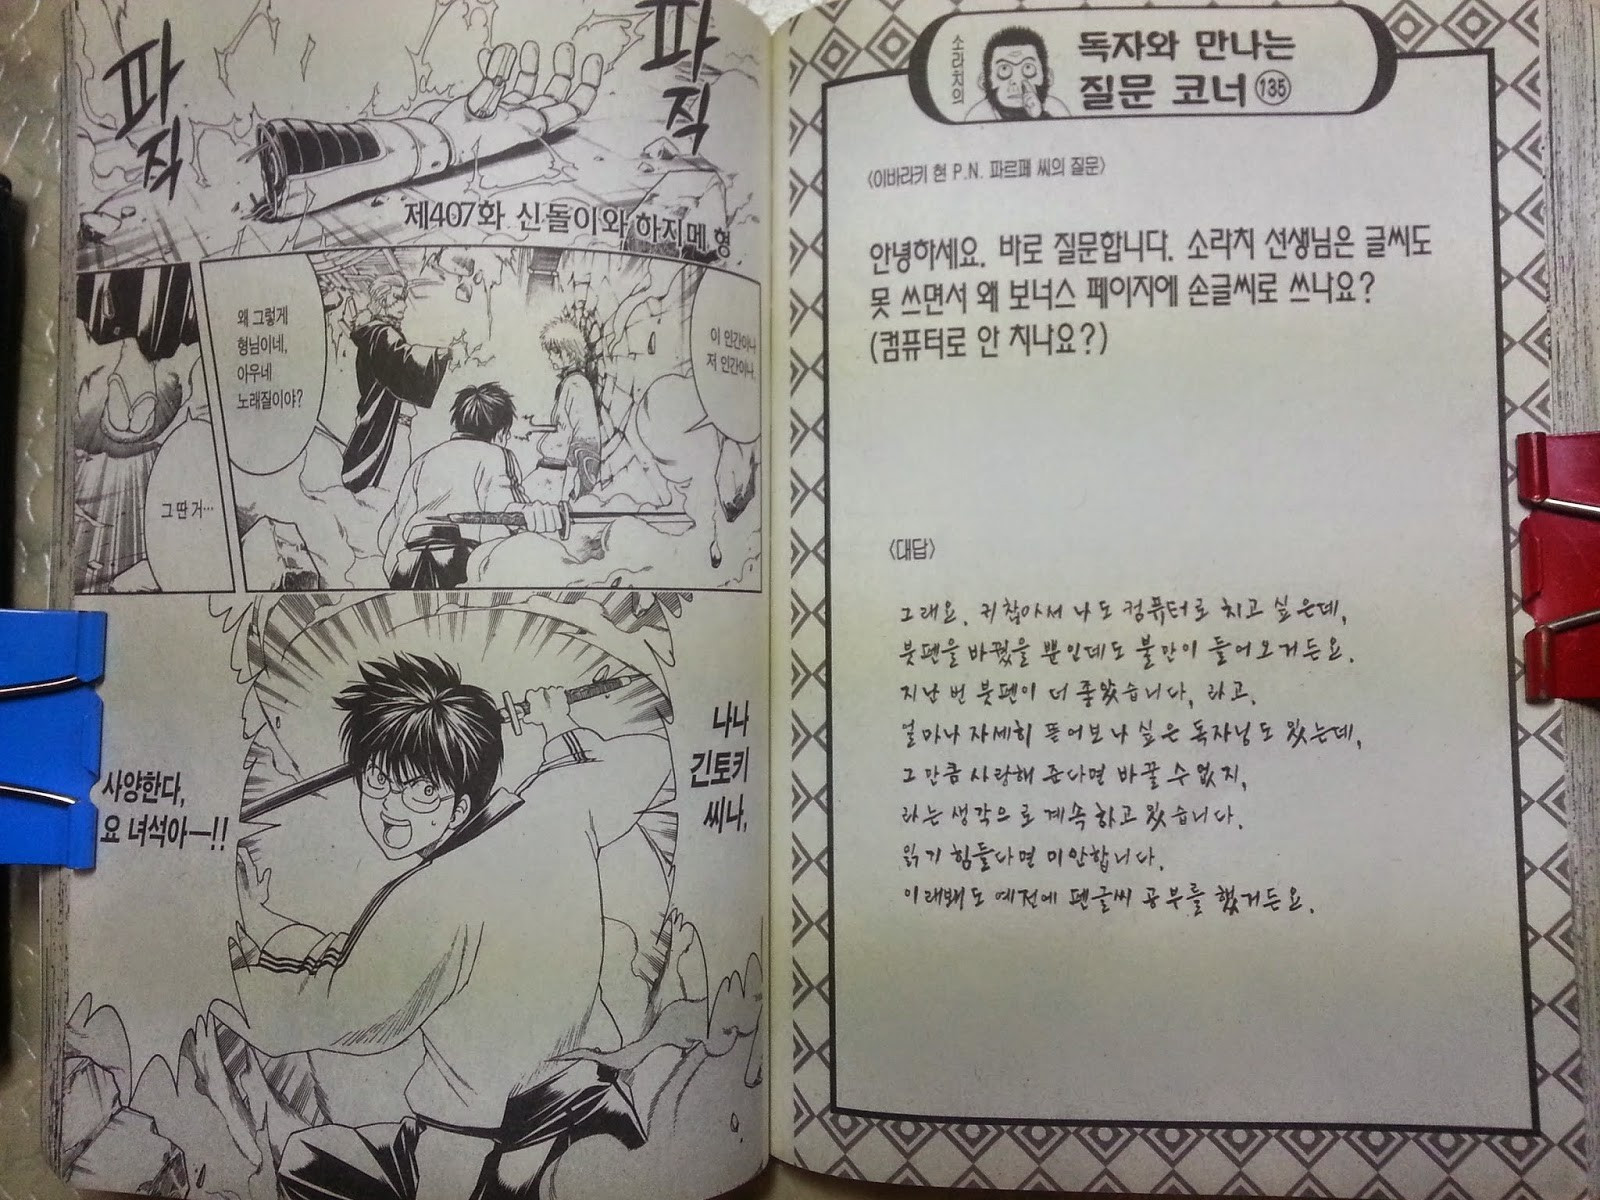 파직
파직
제407화 신돌이와 하지메 형
이 인간이나
저 인간이나,
왜 그렇게
형님이네,
아우네
노래질이야?
그딴 거…
나나
긴토키
씨나,
사양한다,
요 녀석아―!!
소라치의
독자와 만나는
질문 코너 135
<이바라키 현 P.N. 파르페 씨의 질문>
안녕하세요. 바로 질문합니다. 소라치 선생님은 글씨도
못 쓰면서 왜 보너스 페이지에 손글씨로 쓰나요?
(컴퓨터로 안 치나요?)
<대답>
그래요. 귀찮아서 나도 컴퓨터로 치고 싶은데,
붓펜을 바꿨을 뿐인데도 불만이 들어오거든요.
지난 번 붓펜이 더 좋았습니다, 라고.
얼마나 자세히 뜯어보나 싶은 독자님도 있는데,
그만큼 사랑해 준다면 바꿀 수 없지,
라는 생각으로 계속하고 있습니다.
읽기 힘들다면 미안합니다.
이래봬도 예전에 펜글씨 공부를 했거든요.